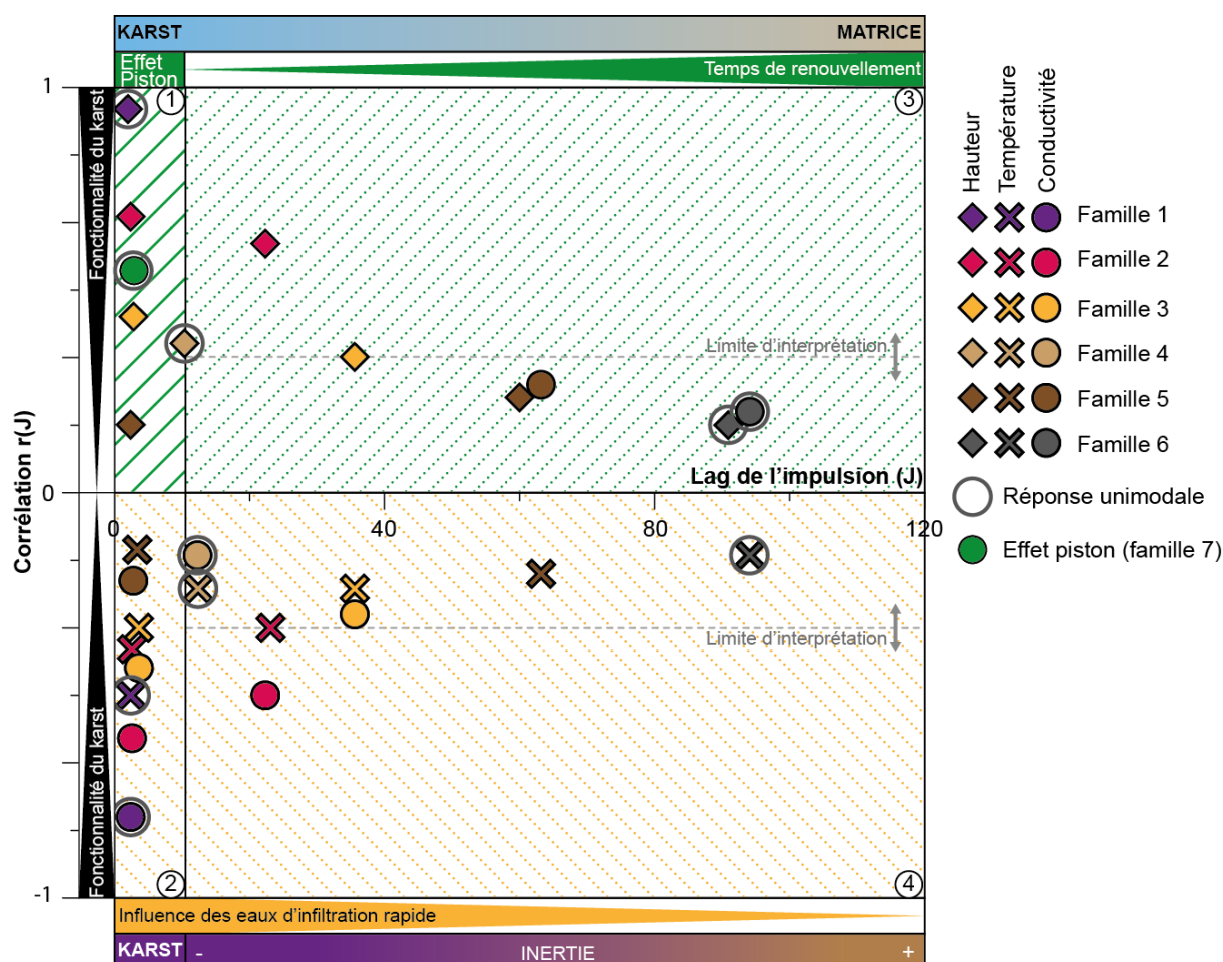 KARST MATRICE
Effet
Piston
Temps de renouvellement
1
1
3
Fonctionnalité du karst
Hauteur
Température
Conductivité
Famille 1
Famille 2
Famille 3
Famille 4
Famille 5
Famille 6
Réponse unimodale
Effet piston (famille 7)
Limite d'interprétation
Corrélation r(J)
0
Lag de l'impulsion (J)
0 40 80 120
Limite d'interprétation
Fonctionnalité du karst
-1
2
4
Influence des eaux d'infiltration rapide
KARST - INERTIE +